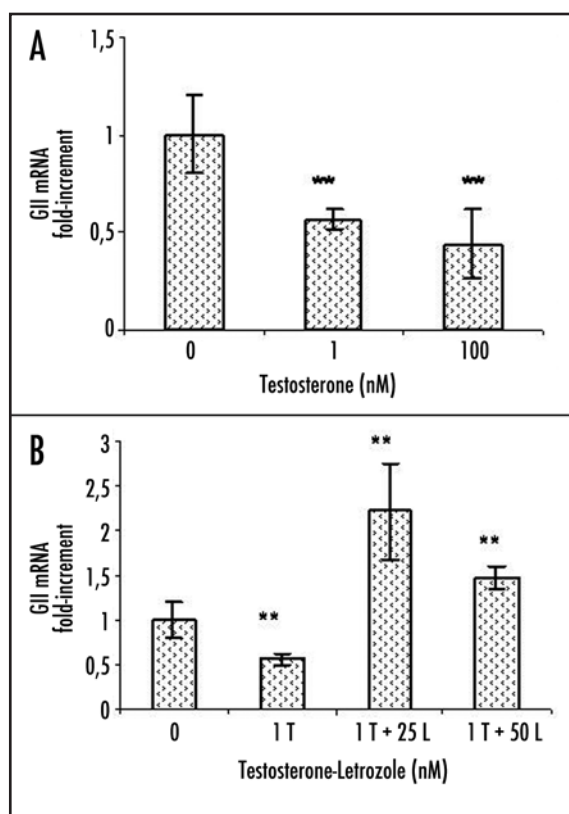 A
GII mRNA
fold-increment
1,5
1
0,5
0
**
**
0
1
100
Testosterone (nM)
B
GII mRNA
fold-increment
3
2,5
2
1,5
1
0,5
0
**
**
**
0
1 T
1 T + 25 L
1 T + 50 L
Testosterone-Letrozole (nM)